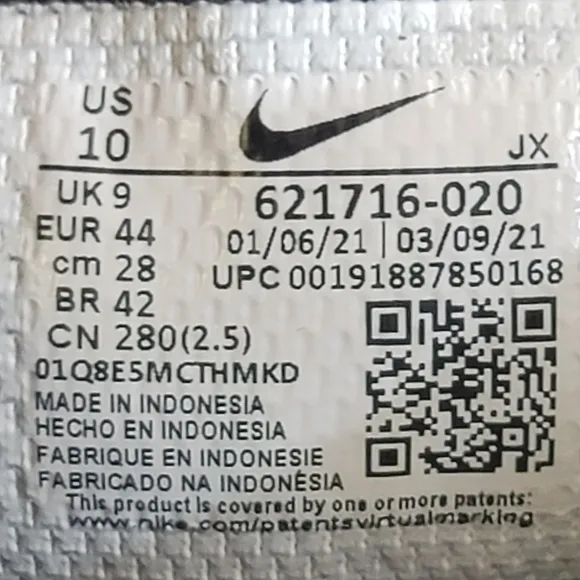 US
10
JX
UK 9
EUR 44
cm 28
BR 42
CN 280(2.5)
621716-020
01/06/21 | 03/09/21
UPC 00191887850168
01Q8E5MCTHMKD
MADE IN INDONESIA
HECHO EN INDONESIA
FABRIQUE EN INDONESIE
FABRICADO NA INDONÉSIA
This product is covered by one or more patents:
www.nike.com/patentsvirtualmarking